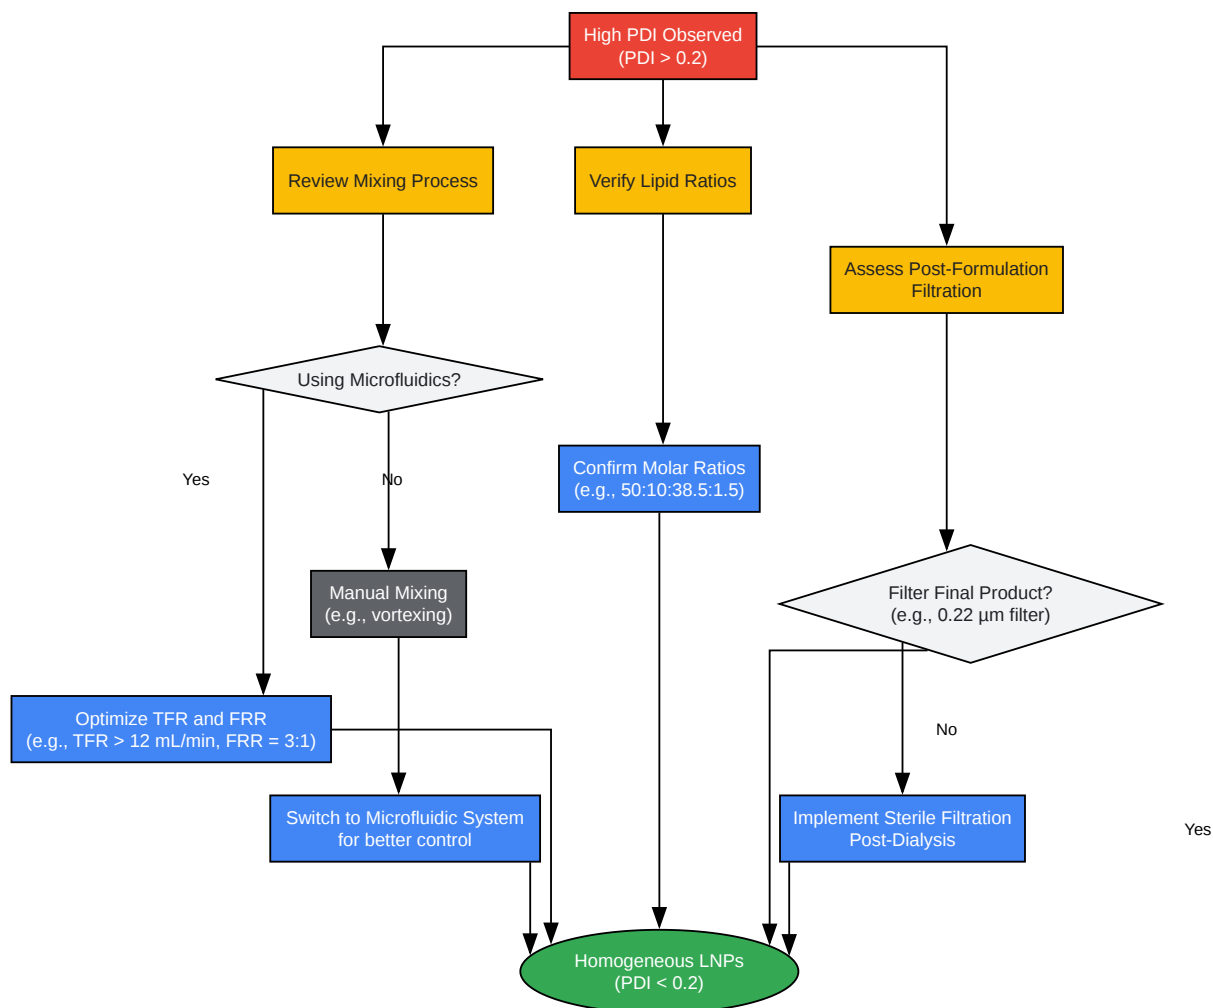 High PDI Observed
(PDI > 0.2)
Review Mixing Process
Verify Lipid Ratios
Assess Post-Formulation
Filtration
Using Microfluidics?
Yes
No
Confirm Molar Ratios
(e.g., 50:10:38.5:1.5)
Manual Mixing
(e.g., vortexing)
Filter Final Product?
(e.g., 0.22 µm filter)
Optimize TFR and FRR
(e.g., TFR > 12 mL/min, FRR = 3:1)
No
Switch to Microfluidic System
for better control
Implement Sterile Filtration
Post-Dialysis
Yes
Homogeneous LNPs
(PDI < 0.2)